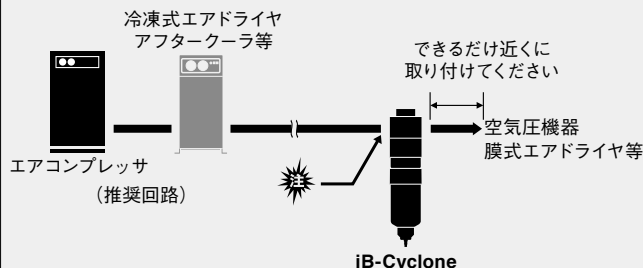 冷凍式エアドライヤ
アフタークーラ等
できるだけ近くに
取り付けてください
空気圧機器
膜式エアドライヤ等
エアコンプレッサ
(推奨回路)
注
iB-Cyclone